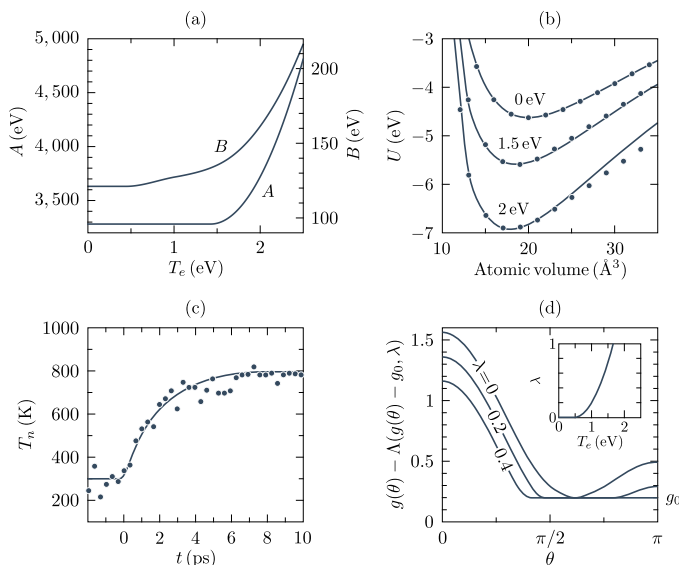 (a)
5,000
4,500
4,000
3,500
A (eV)
200
150
100
B (eV)
B
A
0
1
2
T_e (eV)
(b)
−3
−4
−5
−6
−7
U (eV)
0 eV
1.5 eV
2 eV
10
20
30
Atomic volume (Å³)
(c)
1000
800
600
400
200
T_n (K)
0
2
4
6
8
10
t (ps)
(d)
1.5
1
0.5
0
g(θ) − Λ(g(θ) − g₀, λ)
λ=0
0.2
0.4
1
λ
0
0
1
2
T_e (eV)
g₀
0
π/2
π
θ